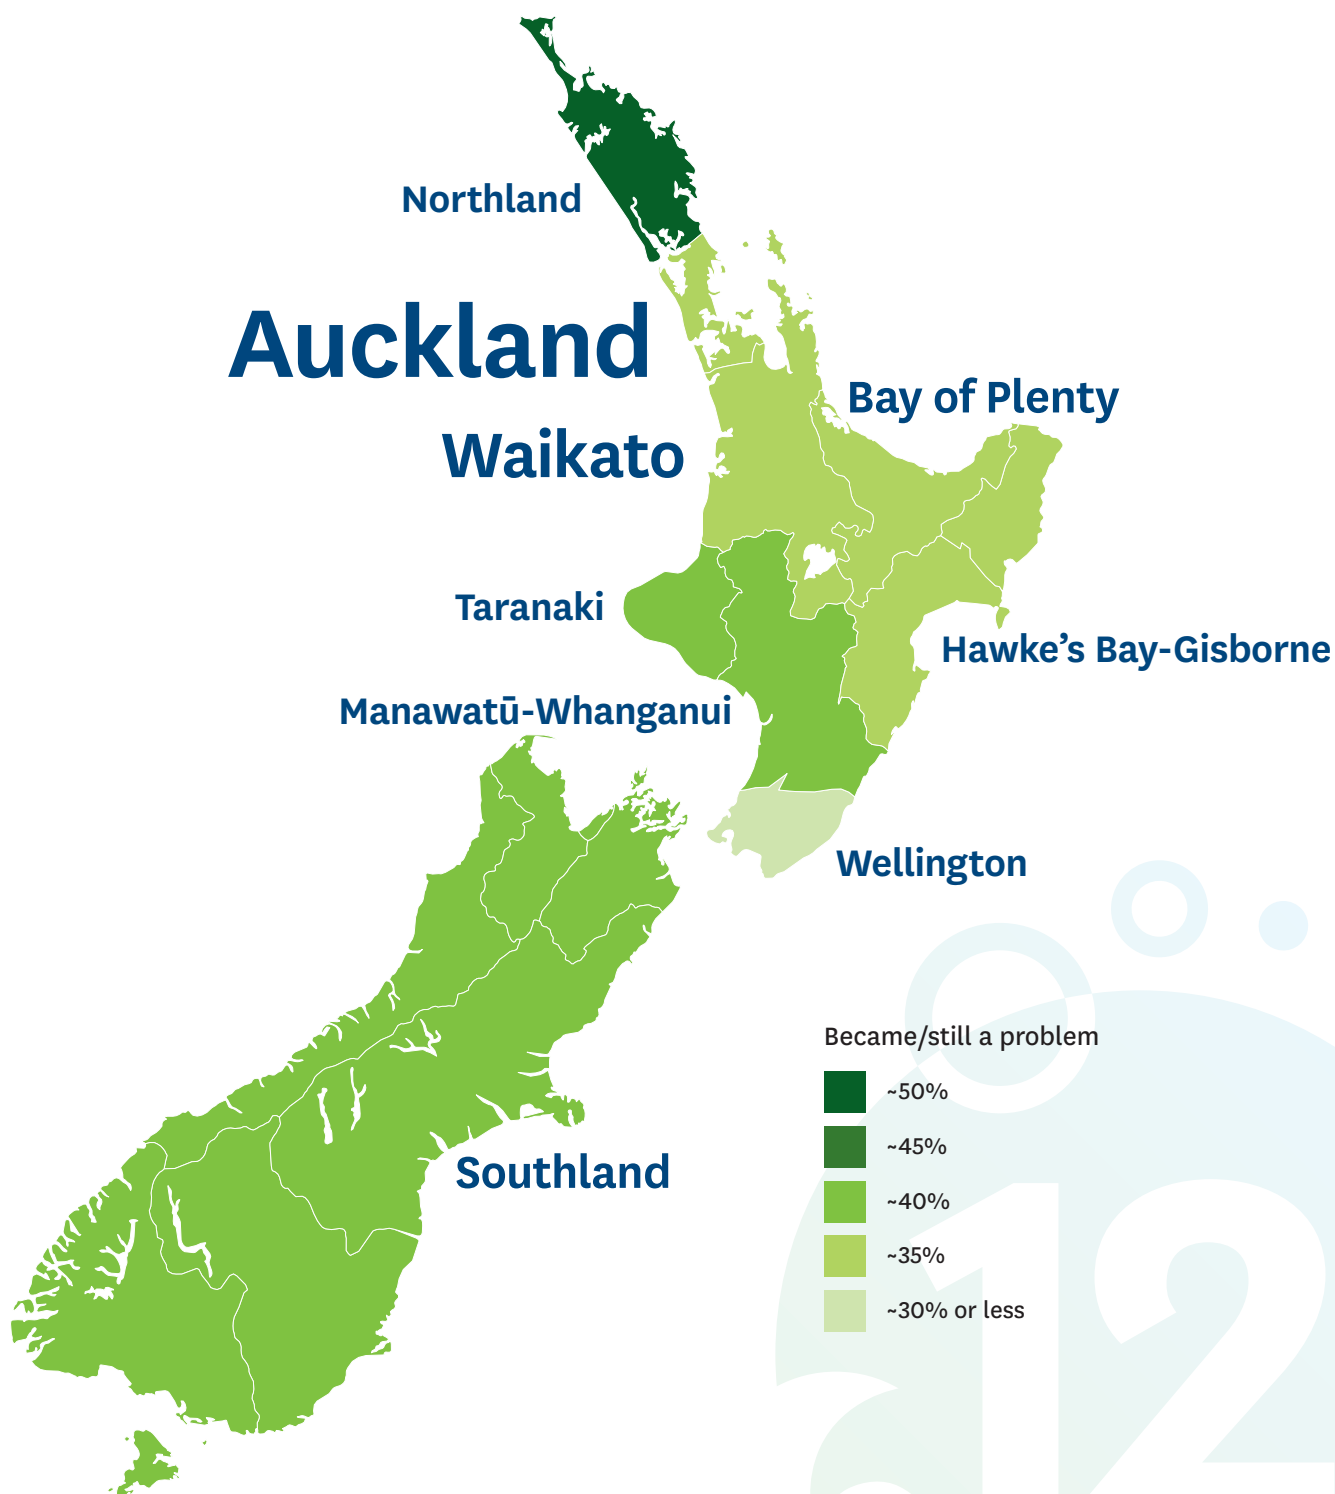 Northland
Auckland
Bay of Plenty
Waikato
Taranaki
Hawke’s Bay-Gisborne
Manawatū-Whanganui
Wellington
Southland
Became/still a problem
~50%
~45%
~40%
~35%
~30% or less
12